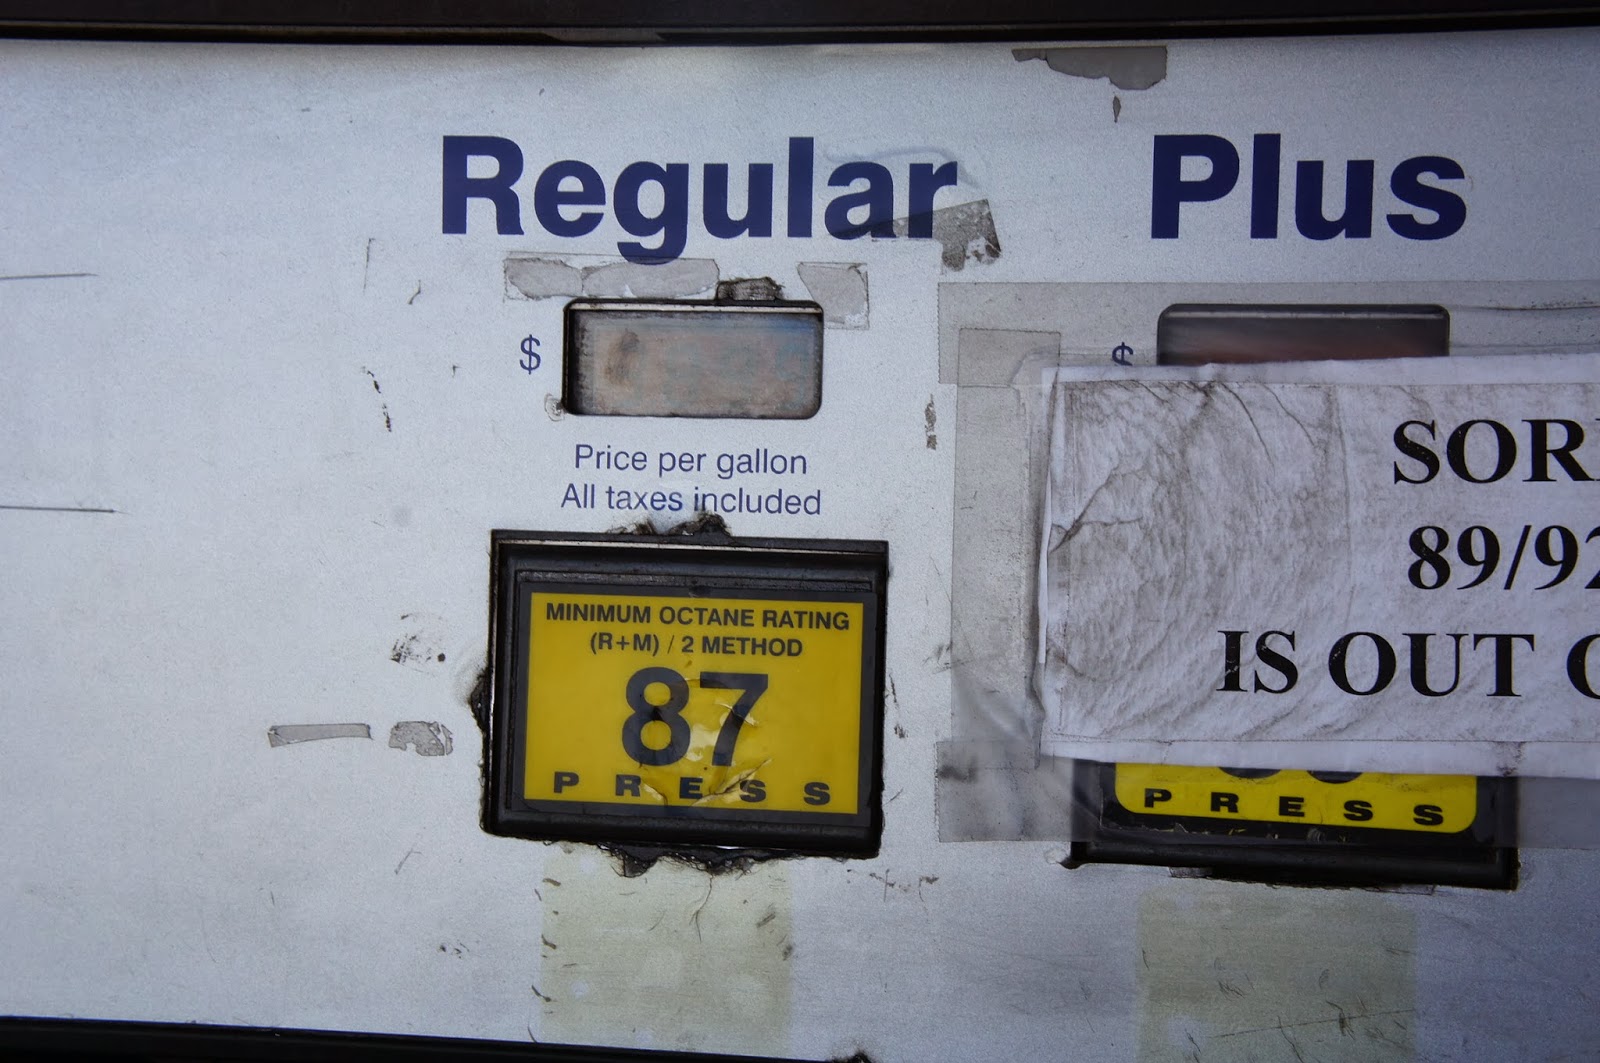 Regular
$
Price per gallon
All taxes included
MINIMUM OCTANE RATING
(R+M) / 2 METHOD
87
PRESS
Plus
$
SOR
89/92
IS OUT
PRESS